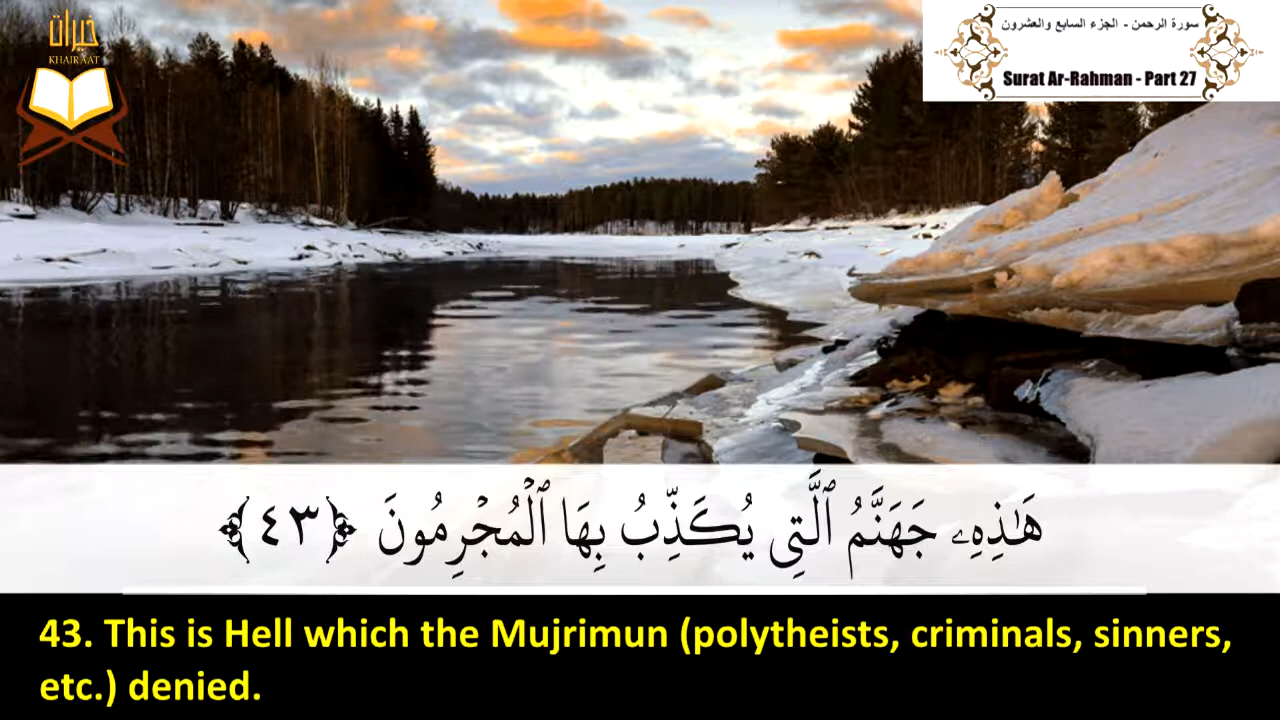 خيرات
KHAIRAAT
سورة الرحمن - الجزء السابع والعشرون
Surat Ar-Rahman - Part 27
هَـٰذِهِۦ جَهَنَّمُ ٱلَّتِى يُكَذِّبُ بِهَا ٱلْمُجْرِمُونَ ﴿٤٣﴾
43. This is Hell which the Mujrimun (polytheists, criminals, sinners,
etc.) denied.